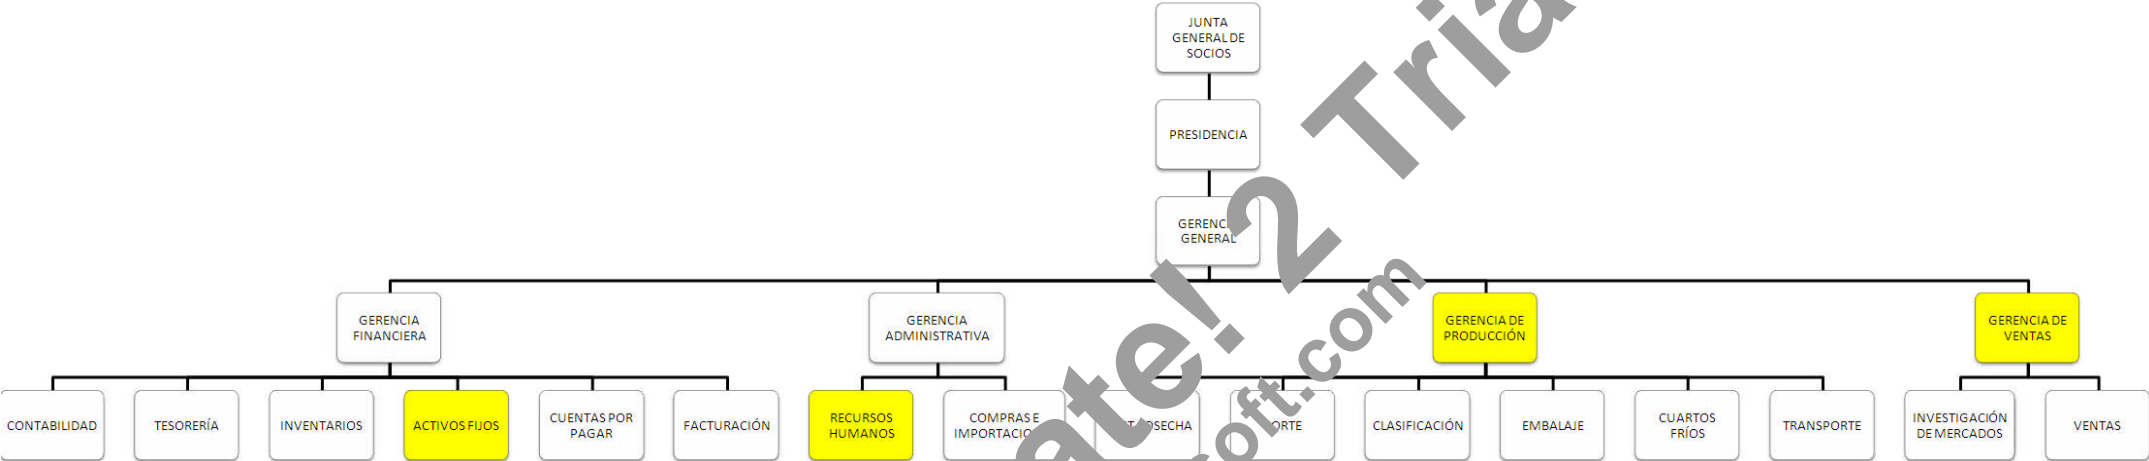 JUNTA
GENERAL DE
SOCIOS
PRESIDENCIA
GENERAL
GERENCIA
FINANCIERA
GERENCIA
ADMINISTRATIVA
GERENCIA DE
PRODUCCIÓN
GERENCIA DE
VENTAS
CONTABILIDAD
TESORERÍA
INVENTARIOS
ACTIVOS FIJOS
CUENTAS POR
PAGAR
FACTURACIÓN
RECURSOS
HUMANOS
COMPRAS E
CLASIFICACIÓN
EMBALAJE
CUARTOS
FRÍOS
TRANSPORTE
INVESTIGACIÓN
DE MERCADOS
VENTAS
2